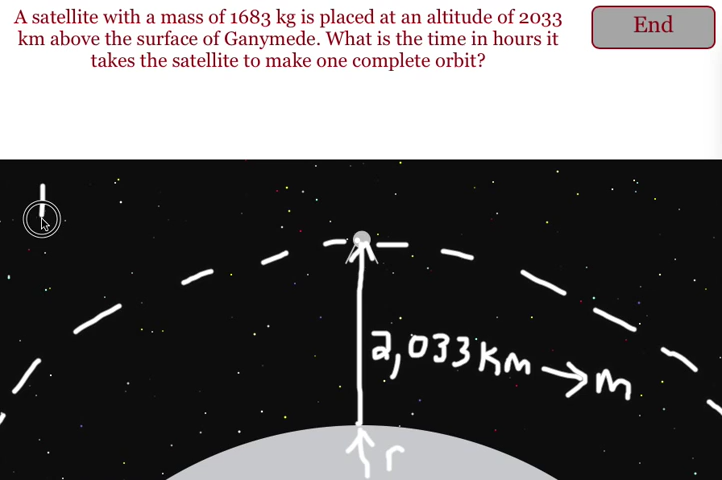 A satellite with a mass of 1683 kg is placed at an altitude of 2033
km above the surface of Ganymede. What is the time in hours it
takes the satellite to make one complete orbit?
End
2,033 km → m
r